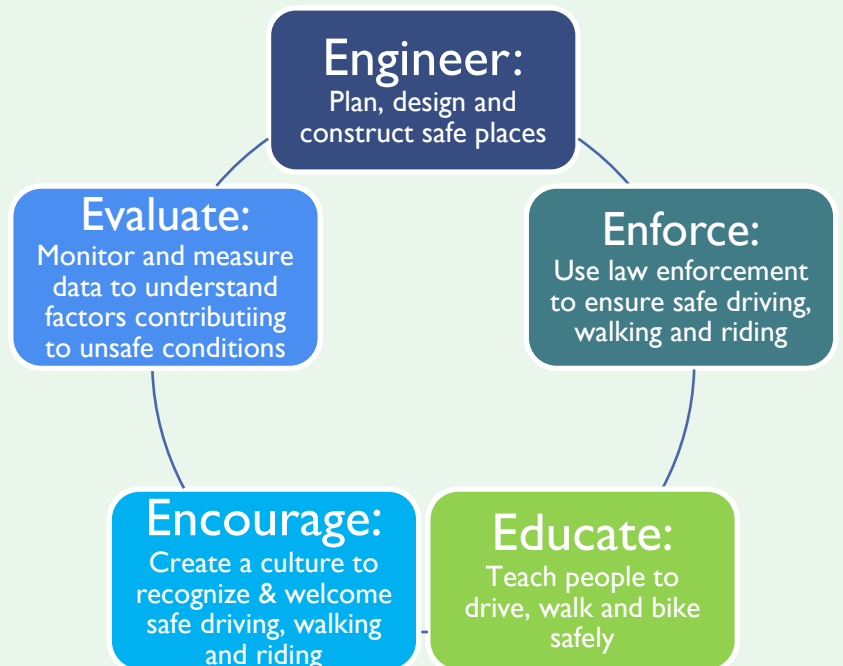 Engineer:
Plan, design and
construct safe places
Enforce:
Use law enforcement
to ensure safe driving,
walking and riding
Educate:
Teach people to
drive, walk and bike
safely
Encourage:
Create a culture to
recognize & welcome
safe driving, walking
and riding
Evaluate:
Monitor and measure
data to understand
factors contributiing
to unsafe conditions